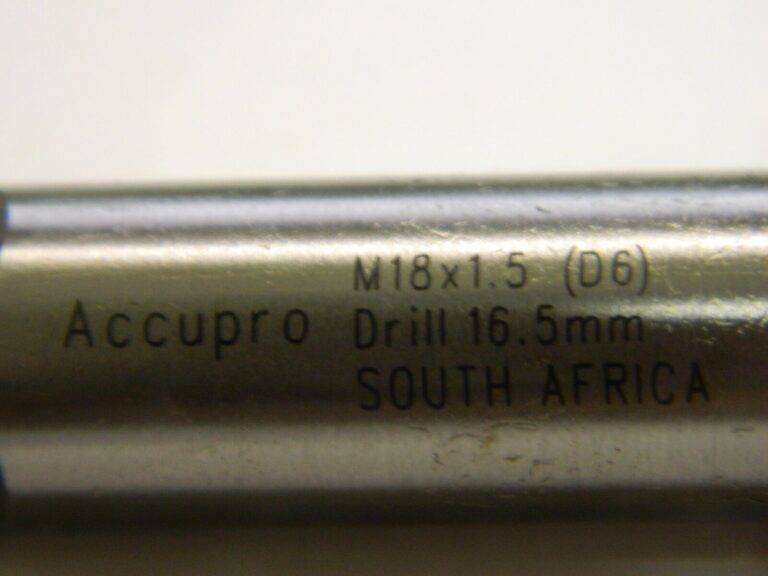 Accupro
M18x1.5 (D6)
Drill 16.5mm
SOUTH AFRICA